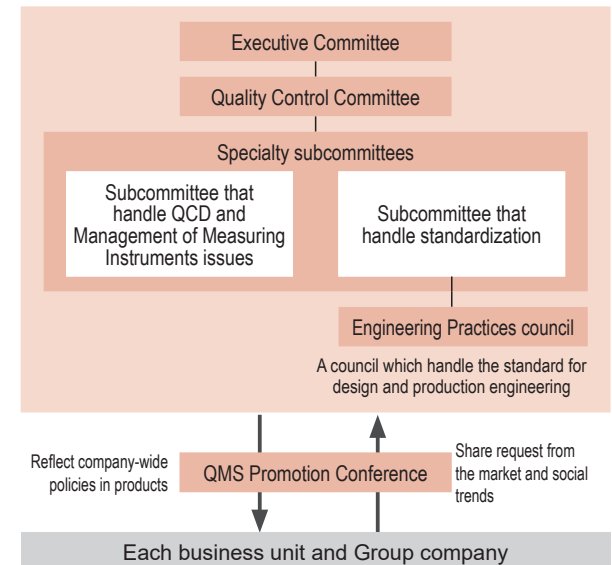 Executive Committee
Quality Control Committee
Specialty subcommittees
Subcommittee that
handle QCD and
Management of Measuring
Instruments issues
Subcommittee that
handle standardization
Engineering Practices council
A council which handle the standard for
design and production engineering
Reflect company-wide
policies in products
QMS Promotion Conference
Share request from
the market and social
trends
Each business unit and Group company